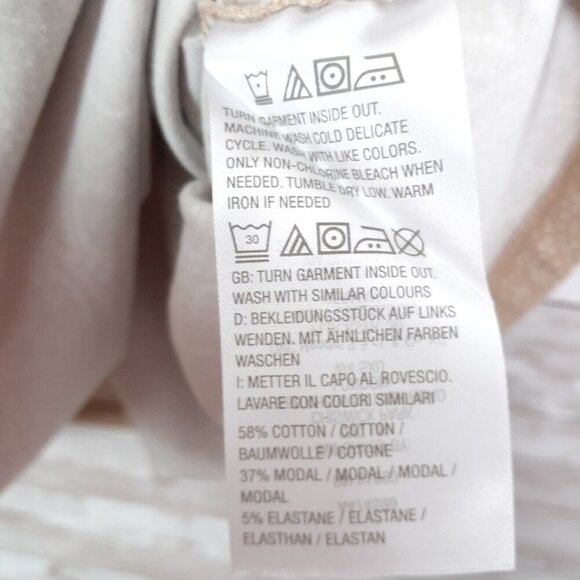 TURN GARMENT INSIDE OUT.
MACHINE WASH COLD DELICATE
CYCLE. WASH WITH LIKE COLORS.
ONLY NON-CHLORINE BLEACH WHEN
NEEDED. TUMBLE DRY LOW. WARM
IRON IF NEEDED
30
GB: TURN GARMENT INSIDE OUT.
WASH WITH SIMILAR COLOURS
D: BEKLEIDUNGSSTÜCK AUF LINKS
WENDEN. MIT ÄHNLICHEN FARBEN
WASCHEN
I: METTER IL CAPO AL ROVESCIO.
LAVARE CON COLORI SIMILARI
58% COTTON / COTTON /
BAUMWOLLE / COTONE
37% MODAL / MODAL / MODAL /
MODAL
5% ELASTANE / ELASTANE /
ELASTHAN / ELASTAN